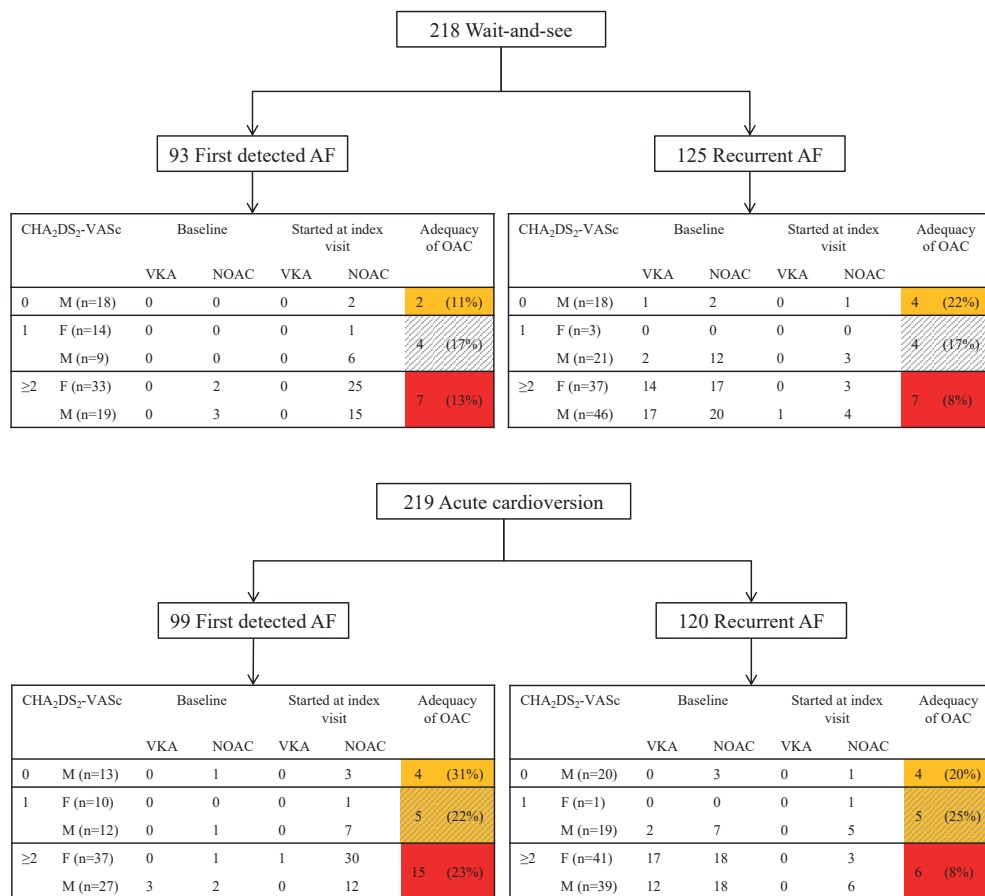 218 Wait-and-see
93 First detected AF
125 Recurrent AF
CHA₂DS₂-VASc Baseline Started at index visit Adequacy of OAC
VKA NOAC VKA NOAC
0 M (n=18) 0 0 0 2 2 (11%)
1 F (n=14) 0 0 0 1
4 (17%)
M (n=9) 0 0 0 6
≥2 F (n=33) 0 2 0 25
7 (13%)
M (n=19) 0 3 0 15
CHA₂DS₂-VASc Baseline Started at index visit Adequacy of OAC
VKA NOAC VKA NOAC
0 M (n=18) 1 2 0 1 4 (22%)
1 F (n=3) 0 0 0 0
4 (17%)
M (n=21) 2 12 0 3
≥2 F (n=37) 14 17 0 3
7 (8%)
M (n=46) 17 20 1 4
219 Acute cardioversion
99 First detected AF
120 Recurrent AF
CHA₂DS₂-VASc Baseline Started at index visit Adequacy of OAC
VKA NOAC VKA NOAC
0 M (n=13) 0 1 0 3 4 (31%)
1 F (n=10) 0 0 0 1
5 (22%)
M (n=12) 0 1 0 7
≥2 F (n=37) 0 1 1 30
15 (23%)
M (n=27) 3 2 0 12
CHA₂DS₂-VASc Baseline Started at index visit Adequacy of OAC
VKA NOAC VKA NOAC
0 M (n=20) 0 3 0 1 4 (20%)
1 F (n=1) 0 0 0 1
5 (25%)
M (n=19) 2 7 0 5
≥2 F (n=41) 17 18 0 3
6 (8%)
M (n=39) 12 18 0 6